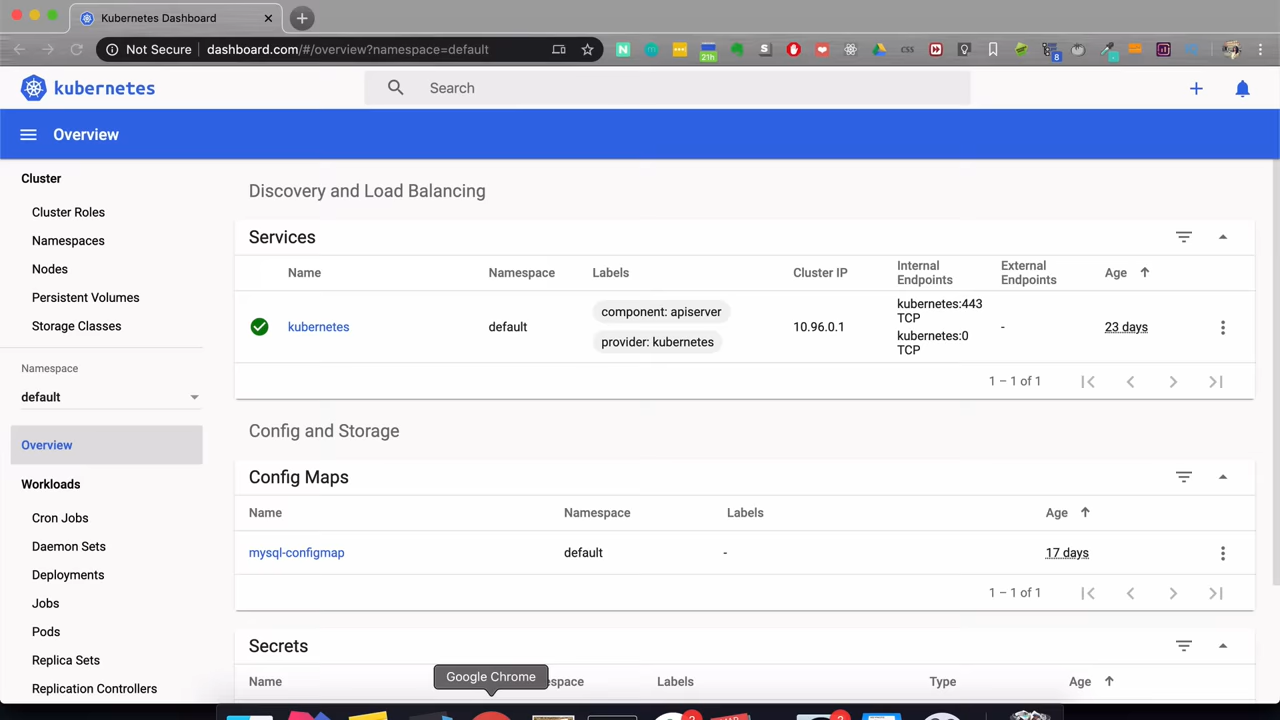 Kubernetes Dashboard
Not Secure
dashboard.com/#/overview?namespace=default
21h
css
8
kubernetes
Search
Overview
Cluster
Cluster Roles
Namespaces
Nodes
Persistent Volumes
Storage Classes
Namespace
default
Overview
Workloads
Cron Jobs
Daemon Sets
Deployments
Jobs
Pods
Replica Sets
Replication Controllers
Discovery and Load Balancing
Services
Name Namespace Labels Cluster IP Internal Endpoints External Endpoints Age
kubernetes default component: apiserver provider: kubernetes 10.96.0.1 kubernetes:443 TCP kubernetes:0 TCP - 23 days
1 – 1 of 1
Config and Storage
Config Maps
Name Namespace Labels Age
mysql-configmap default - 17 days
1 – 1 of 1
Secrets
Name Labels Type Age
Google Chrome